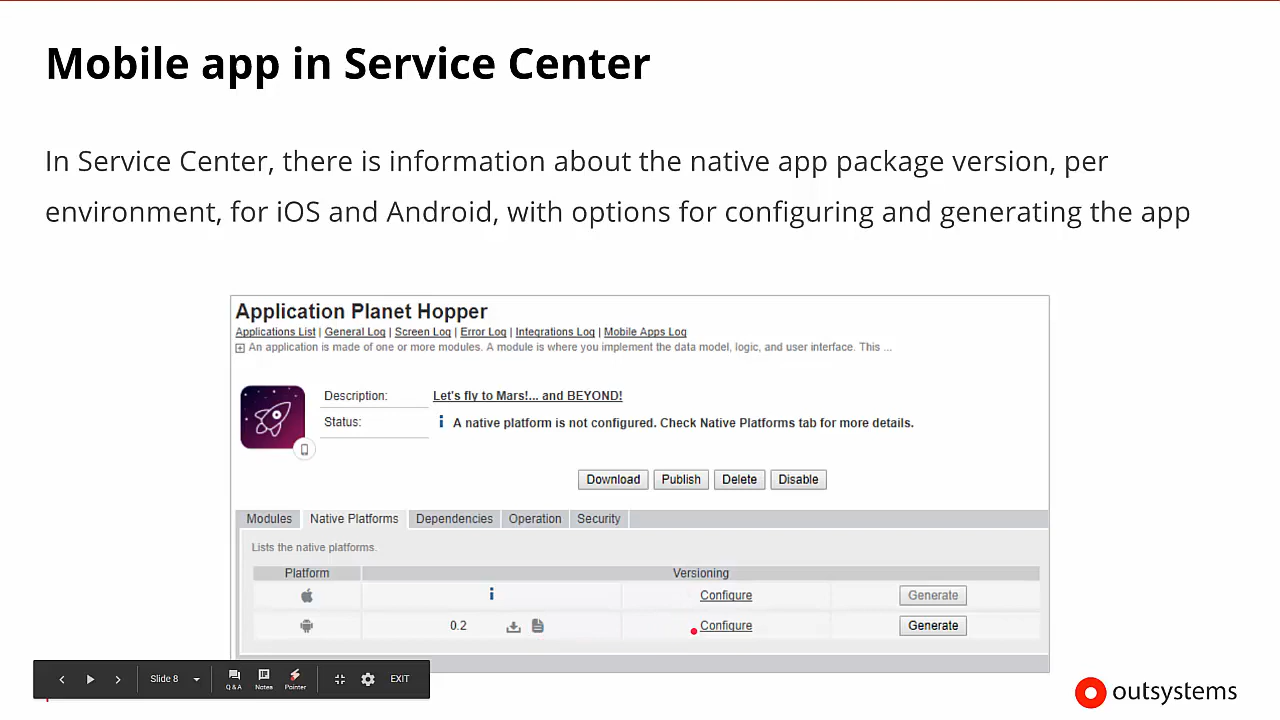 Mobile app in Service Center
In Service Center, there is information about the native app package version, per
environment, for iOS and Android, with options for configuring and generating the app
Application Planet Hopper
Applications List | General Log | Screen Log | Error Log | Integrations Log | Mobile Apps Log
An application is made of one or more modules. A module is where you implement the data model, logic, and user interface. This ...
Description: Let's fly to Mars!... and BEYOND!
Status: A native platform is not configured. Check Native Platforms tab for more details.
Download Publish Delete Disable
Modules Native Platforms Dependencies Operation Security
Lists the native platforms.
Platform Versioning
Configure Generate
0.2 Configure Generate
Slide 8 Q&A Notes Pointer EXIT
outsystems